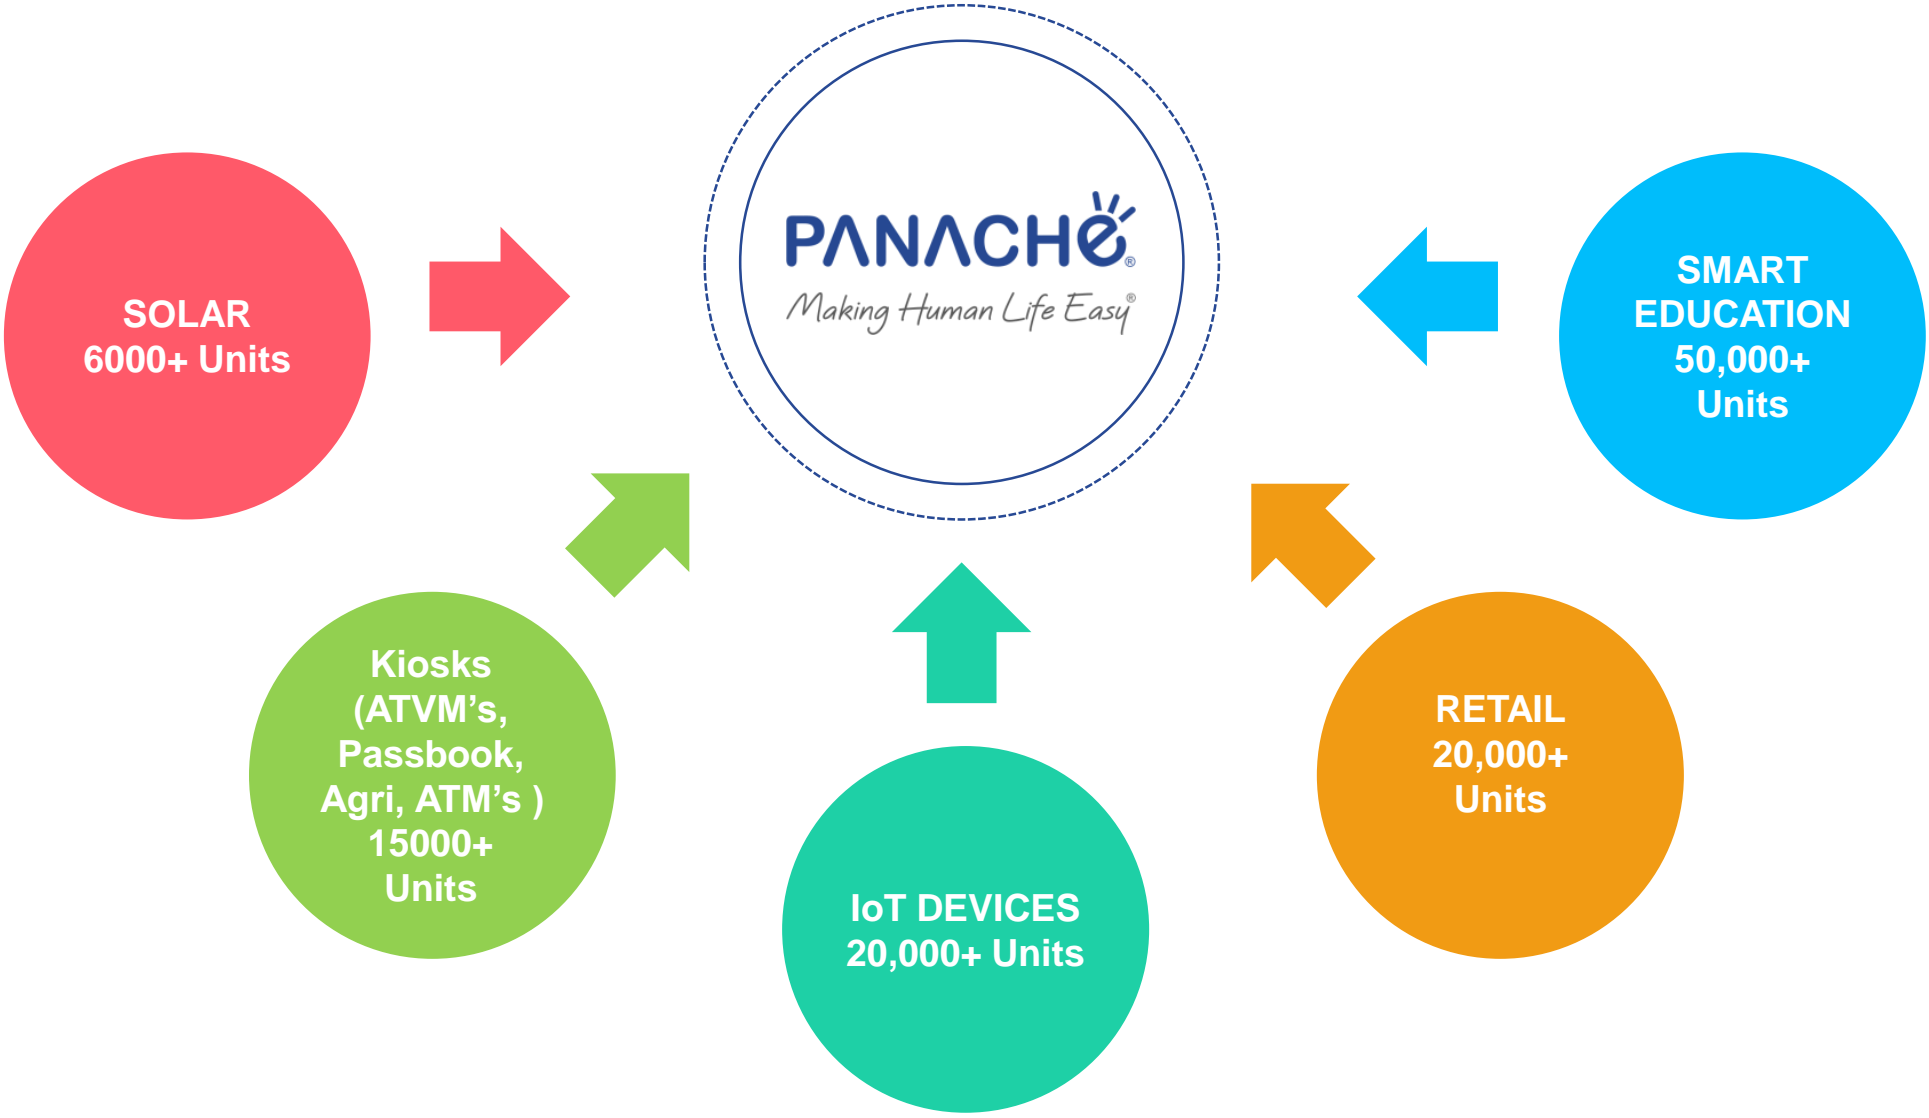 PANACHe®
Making Human Life Easy®
SOLAR
6000+ Units
SMART
EDUCATION
50,000+
Units
Kiosks
(ATVM’s,
Passbook,
Agri, ATM’s )
15000+
Units
IoT DEVICES
20,000+ Units
RETAIL
20,000+
Units